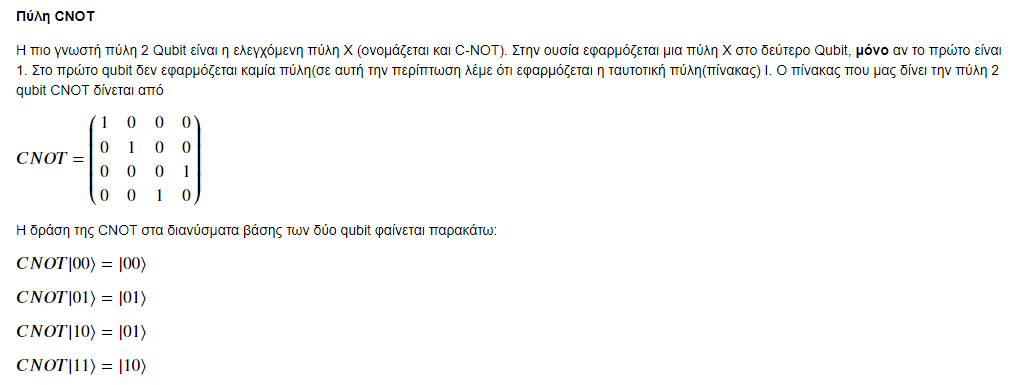 Πύλη CNOT
Η πιο γνωστή πύλη 2 Qubit είναι η ελεγχόμενη πύλη X (ονομάζεται και C-NOT). Στην ουσία εφαρμόζεται μια πύλη X στο δεύτερο Qubit, μόνο αν το πρώτο είναι
1. Στο πρώτο qubit δεν εφαρμόζεται καμία πύλη(σε αυτή την περίπτωση λέμε ότι εφαρμόζεται η ταυτοτική πύλη(πίνακας) I. Ο πίνακας που μας δίνει την πύλη 2
qubit CNOT δίνεται από
1 0 0 0
0 1 0 0
CNOT =
0 0 0 1
0 0 1 0
Η δράση της CNOT στα διανύσματα βάσης των δύο qubit φαίνεται παρακάτω:
CNOT|00⟩ = |00⟩
CNOT|01⟩ = |01⟩
CNOT|10⟩ = |01⟩
CNOT|11⟩ = |10⟩